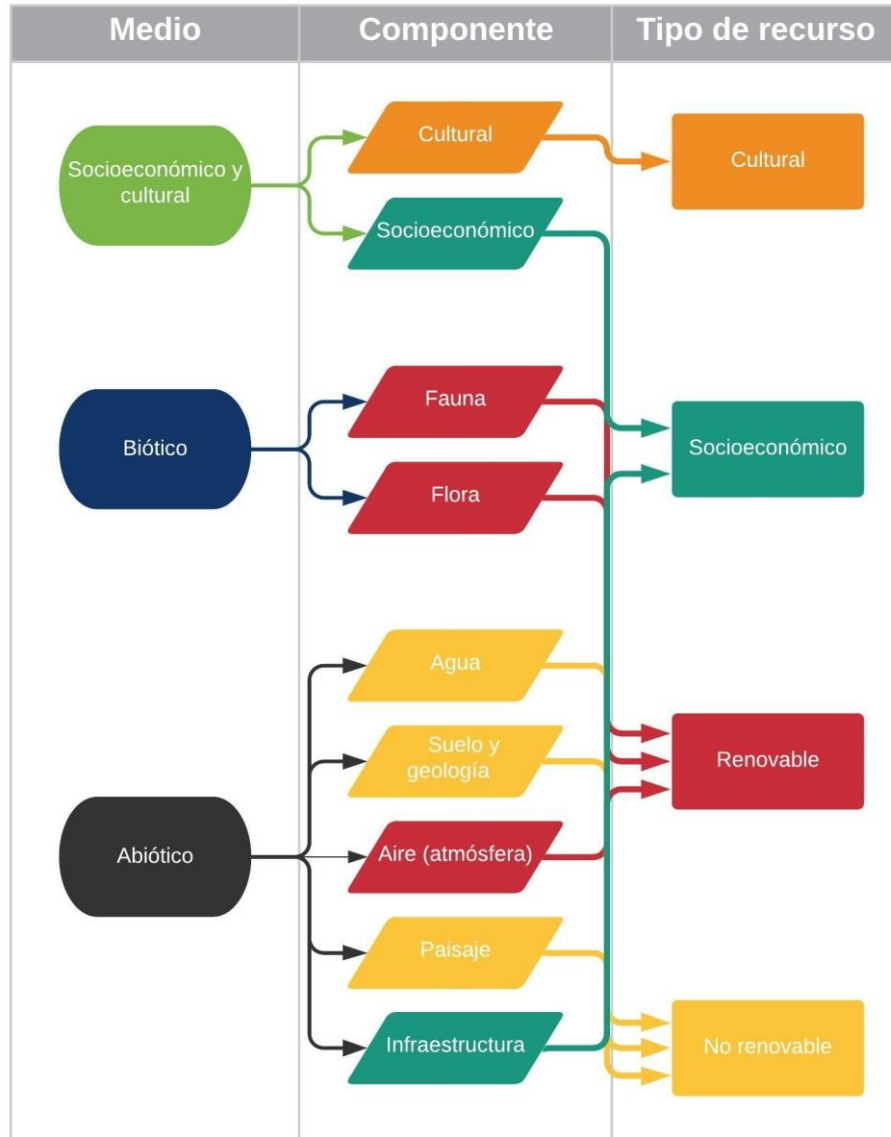 Medio
Componente
Tipo de recurso
Socioeconómico y
cultural
Cultural
Socioeconómico
Cultural
Biótico
Fauna
Flora
Socioeconómico
Abiótico
Agua
Suelo y
geología
Aire (atmósfera)
Paisaje
Infraestructura
Renovable
No renovable